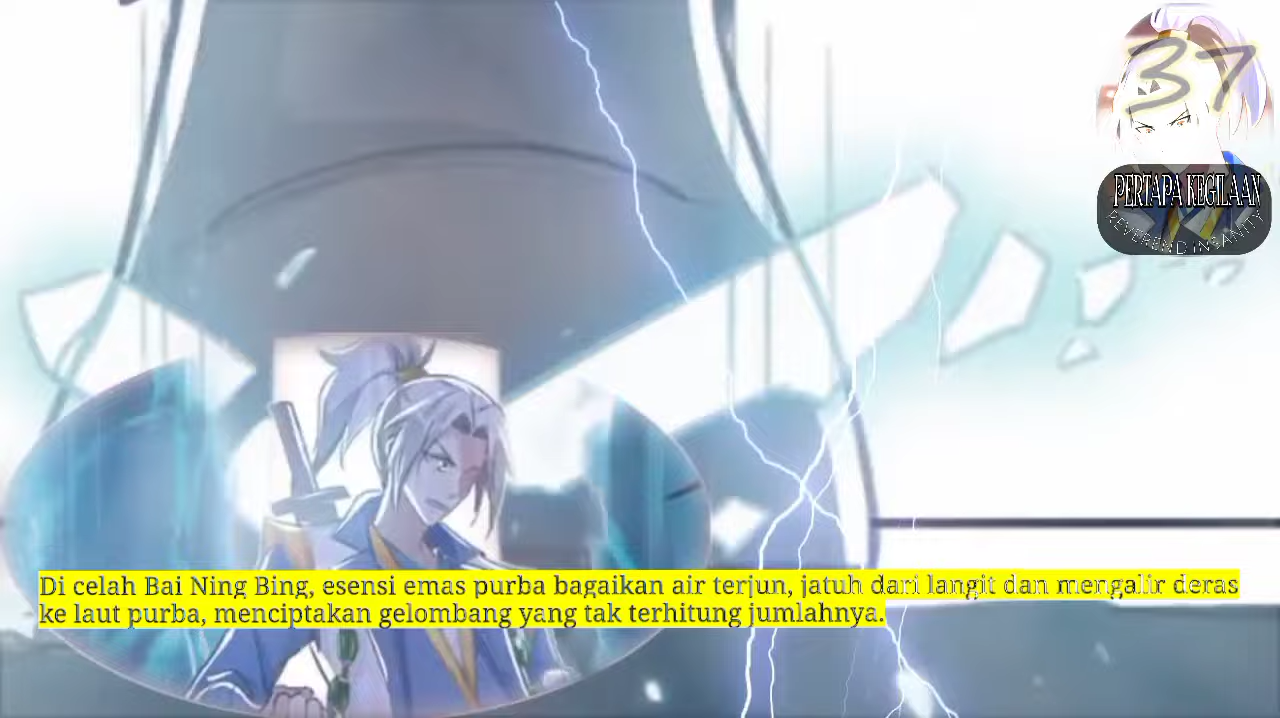 37
PERTAPA KEGILAAN
REVEREND INSANITY
Di celah Bai Ning Bing, esensi emas purba bagaikan air terjun, jatuh dari langit dan mengalir deras
ke laut purba, menciptakan gelombang yang tak terhitung jumlahnya.